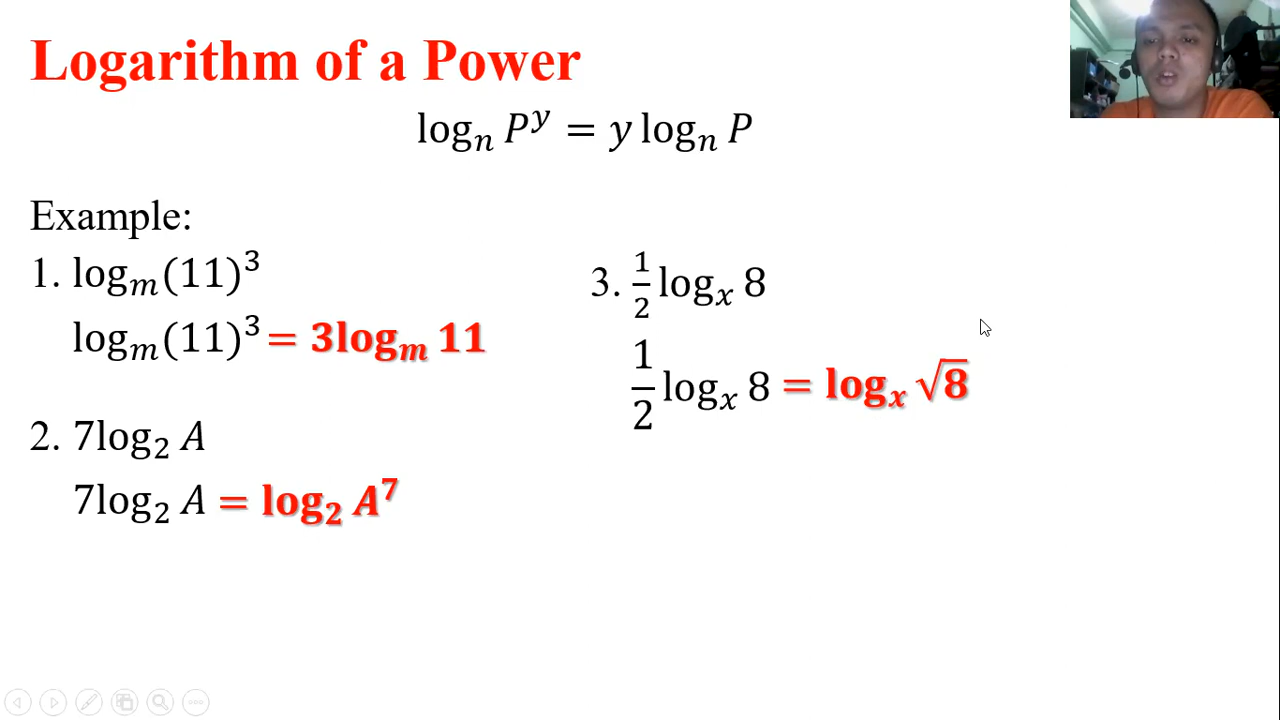 Logarithm of a Power
logₙ Pʸ = y logₙ P
Example:
1. logₘ(11)³
logₘ(11)³ = 3logₘ 11
2. 7log₂ A
7log₂ A = log₂ A⁷
3. ½ logₓ 8
½ logₓ 8 = logₓ √8